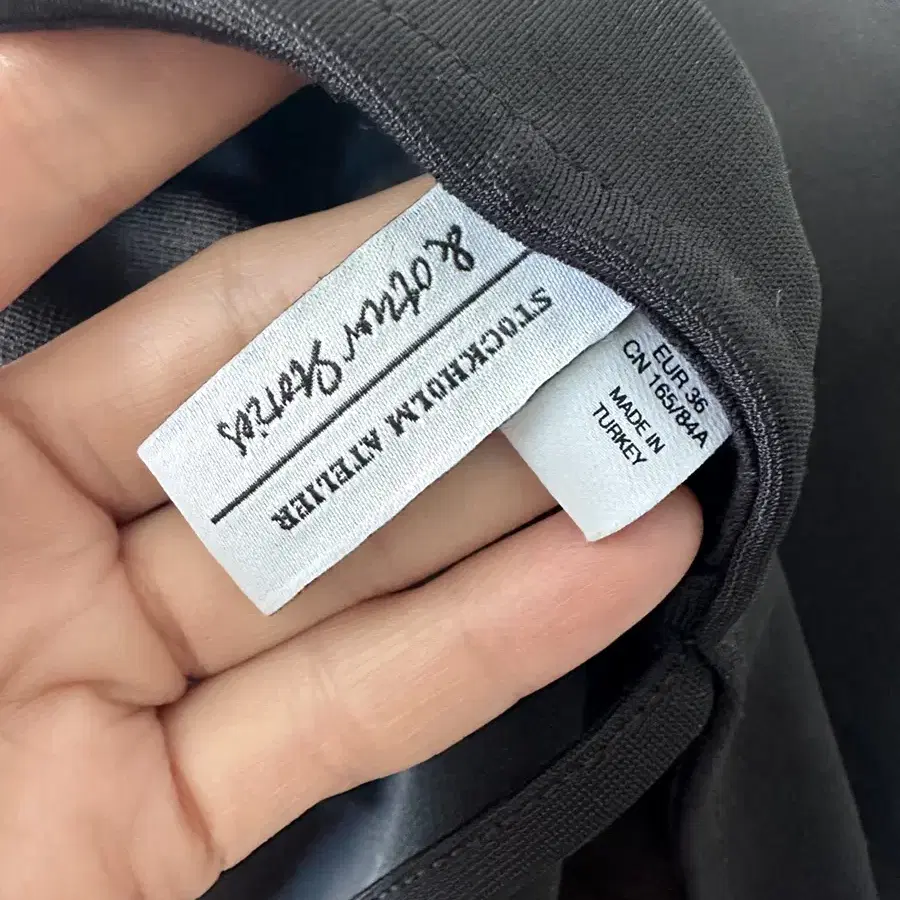 & other Stories
STOCKHOLM ATELIER
EUR 36
CN 165/84A
MADE IN
TURKEY